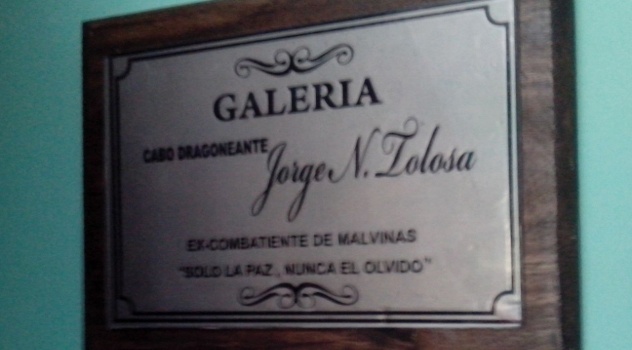 GALERIA
CABO DRAGONEANTE Jorge N. Tolosa
EX-COMBATIENTE DE MALVINAS
"SOLO LA PAZ, NUNCA EL OLVIDO"